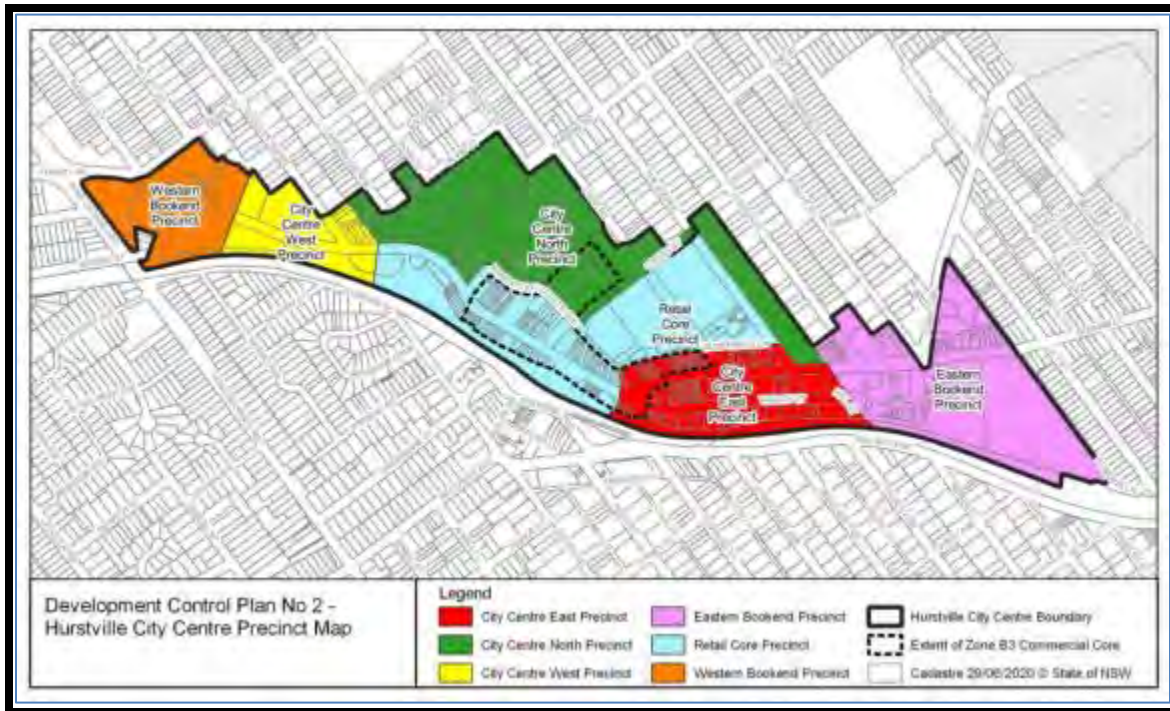 Western
Bookend
Precinct
City
Centre
West
Precinct
City
Centre
North
Precinct
Retail
Core
Precinct
City
Centre
East
Precinct
Eastern
Bookend
Precinct
Development Control Plan No 2 -
Hurstville City Centre Precinct Map
Legend
City Centre East Precinct
Eastern Bookend Precinct
Hurstville City Centre Boundary
City Centre North Precinct
Retail Core Precinct
Extent of Zone B3 Commercial Core
City Centre West Precinct
Western Bookend Precinct
Cadastre 29/06/2020 © State of NSW